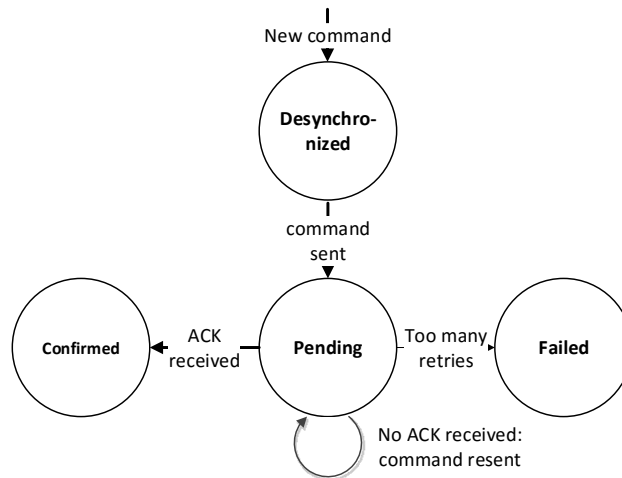 New command
Desynchro-
nized
command
sent
Confirmed
ACK
received
Pending
Too many
retries
Failed
No ACK received:
command resent